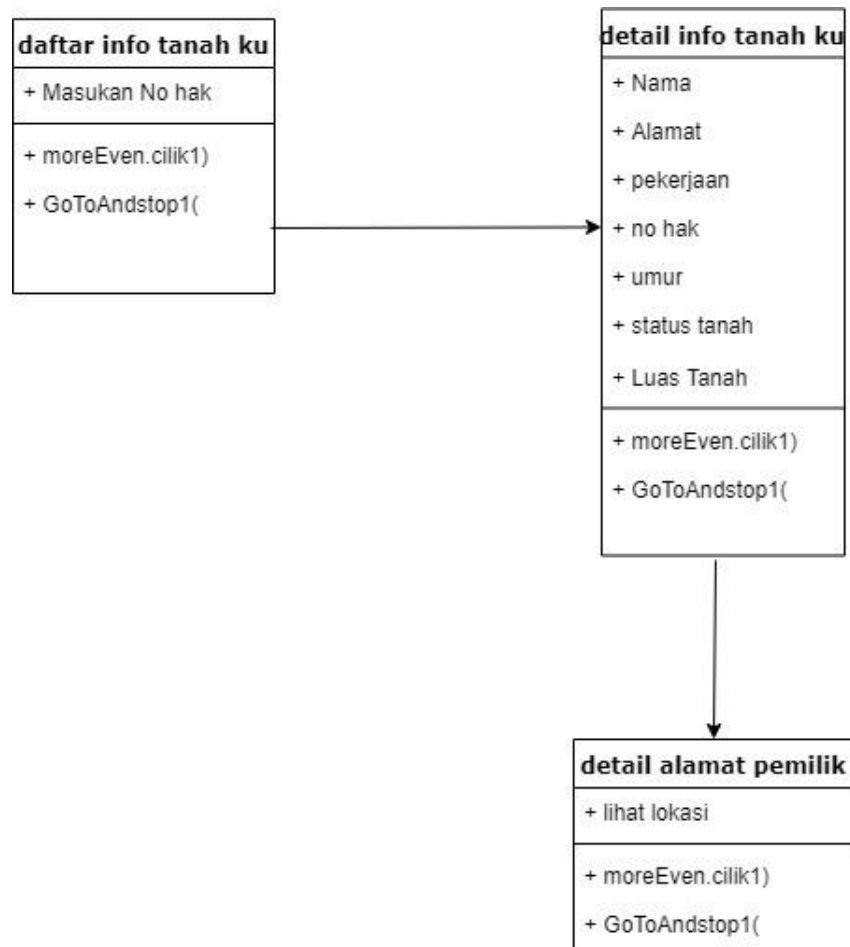 daftar info tanah ku
+ Masukan No hak
+ moreEven.cilik1)
+ GoToAndstop1(
detail info tanah ku
+ Nama
+ Alamat
+ pekerjaan
+ no hak
+ umur
+ status tanah
+ Luas Tanah
+ moreEven.cilik1)
+ GoToAndstop1(
detail alamat pemilik
+ lihat lokasi
+ moreEven.cilik1)
+ GoToAndstop1(